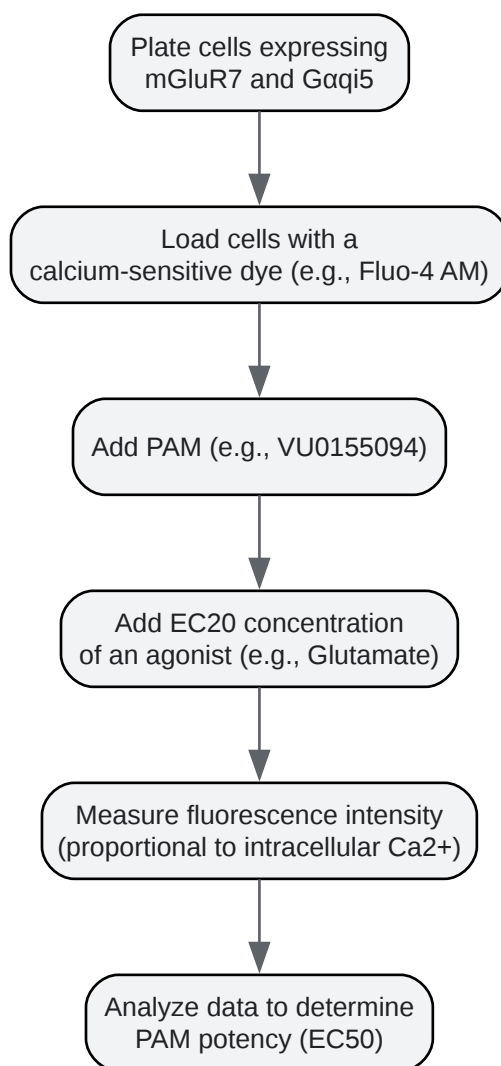 Plate cells expressing
mGluR7 and Gαqi5
Load cells with a
calcium-sensitive dye (e.g., Fluo-4 AM)
Add PAM (e.g., VU0155094)
Add EC20 concentration
of an agonist (e.g., Glutamate)
Measure fluorescence intensity
(proportional to intracellular Ca2+)
Analyze data to determine
PAM potency (EC50)